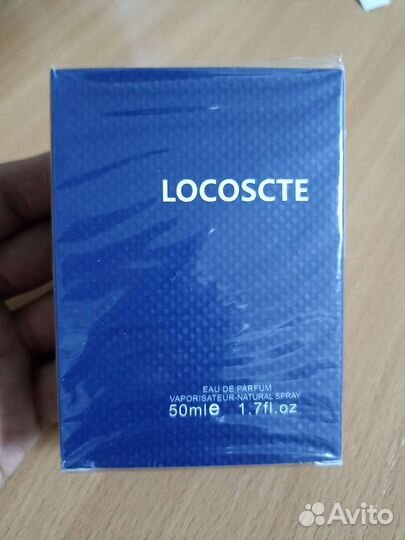 LOCOSCTE
EAU DE PARFUM
VAPORISATEUR-NATURAL SPRAY
50ml℮ 1.7fl.oz
Avito